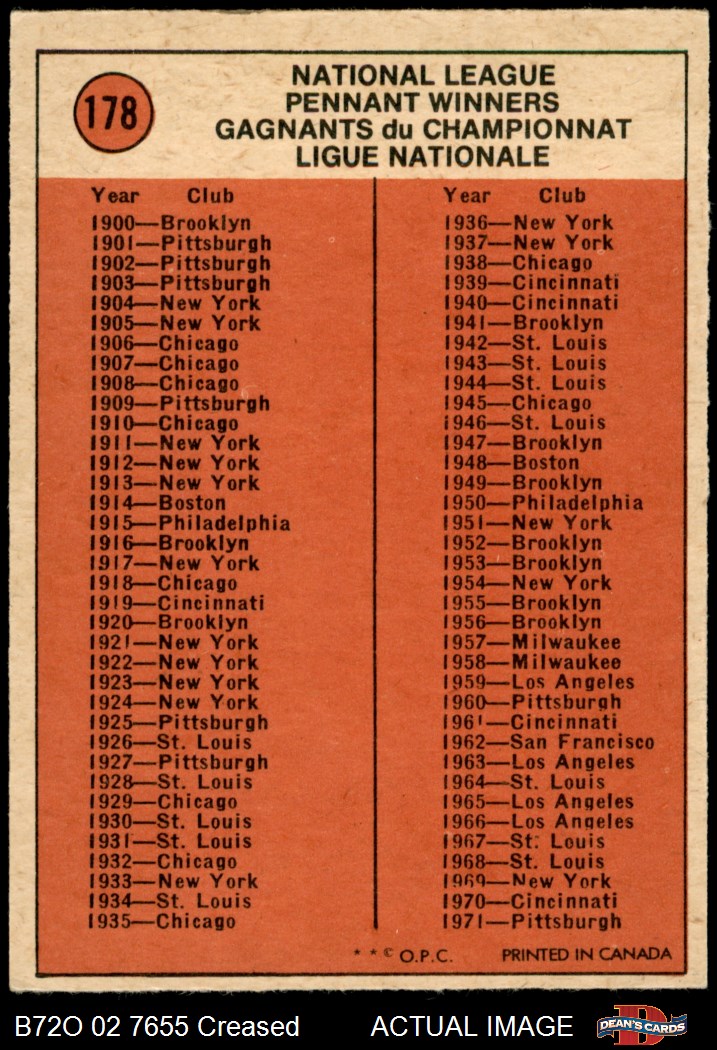 178
NATIONAL LEAGUE
PENNANT WINNERS
GAGNANTS du CHAMPIONNAT
LIGUE NATIONALE
Year Club
1900—Brooklyn
1901—Pittsburgh
1902—Pittsburgh
1903—Pittsburgh
1904—New York
1905—New York
1906—Chicago
1907—Chicago
1908—Chicago
1909—Pittsburgh
1910—Chicago
1911—New York
1912—New York
1913—New York
1914—Boston
1915—Philadelphia
1916—Brooklyn
1917—New York
1918—Chicago
1919—Cincinnati
1920—Brooklyn
1921—New York
1922—New York
1923—New York
1924—New York
1925—Pittsburgh
1926—St. Louis
1927—Pittsburgh
1928—St. Louis
1929—Chicago
1930—St. Louis
1931—St. Louis
1932—Chicago
1933—New York
1934—St. Louis
1935—Chicago
Year Club
1936—New York
1937—New York
1938—Chicago
1939—Cincinnati
1940—Cincinnati
1941—Brooklyn
1942—St. Louis
1943—St. Louis
1944—St. Louis
1945—Chicago
1946—St. Louis
1947—Brooklyn
1948—Boston
1949—Brooklyn
1950—Philadelphia
1951—New York
1952—Brooklyn
1953—Brooklyn
1954—New York
1955—Brooklyn
1956—Brooklyn
1957—Milwaukee
1958—Milwaukee
1959—Los Angeles
1960—Pittsburgh
1961—Cincinnati
1962—San Francisco
1963—Los Angeles
1964—St. Louis
1965—Los Angeles
1966—Los Angeles
1967—St. Louis
1968—St. Louis
1969—New York
1970—Cincinnati
1971—Pittsburgh
* * © O.P.C. PRINTED IN CANADA
B72O 02 7655 Creased ACTUAL IMAGE D DEAN'S CARDS